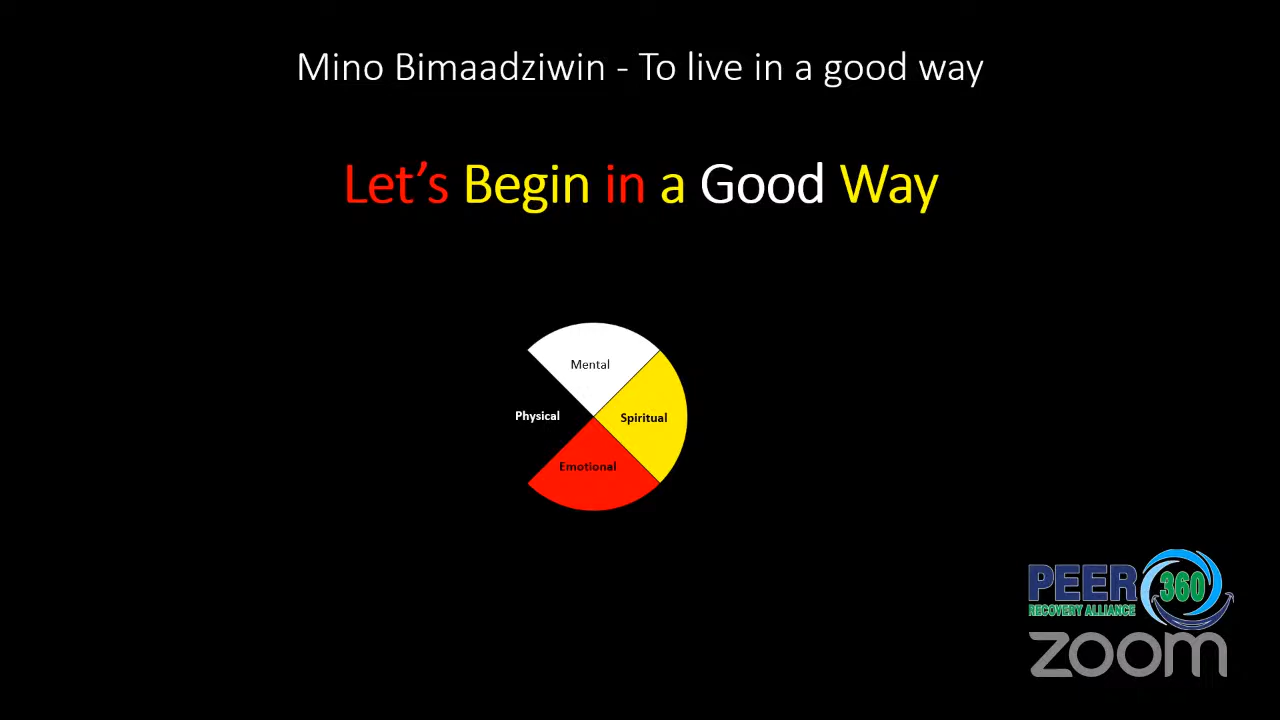 Mino Bimaadziwin - To live in a good way
Let’s Begin in a Good Way
Mental
Physical
Spiritual
Emotional
PEER 360
RECOVERY ALLIANCE
zoom